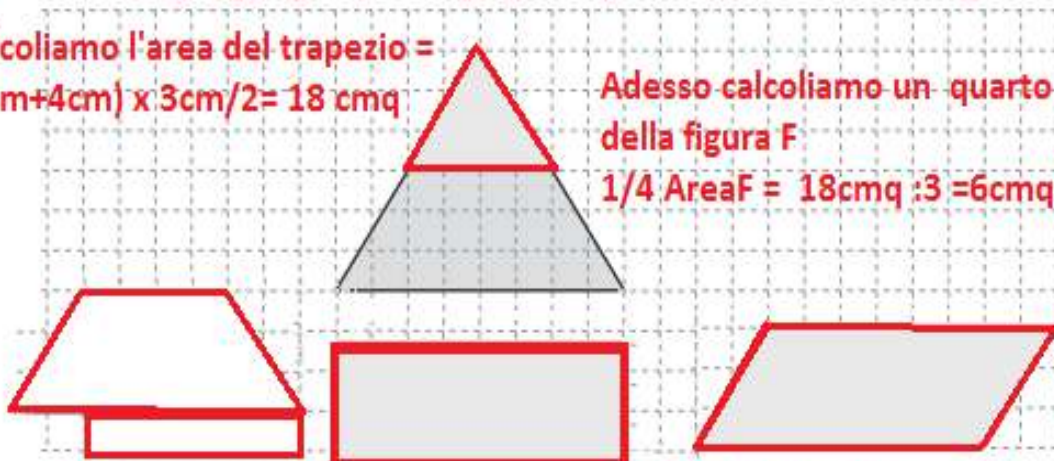 coliamo l'area del trapezio =
m+4cm) x 3cm/2= 18 cmq
Adesso calcoliamo un quarto
della figura F
1/4 AreaF = 18cmq :3 =6cmq